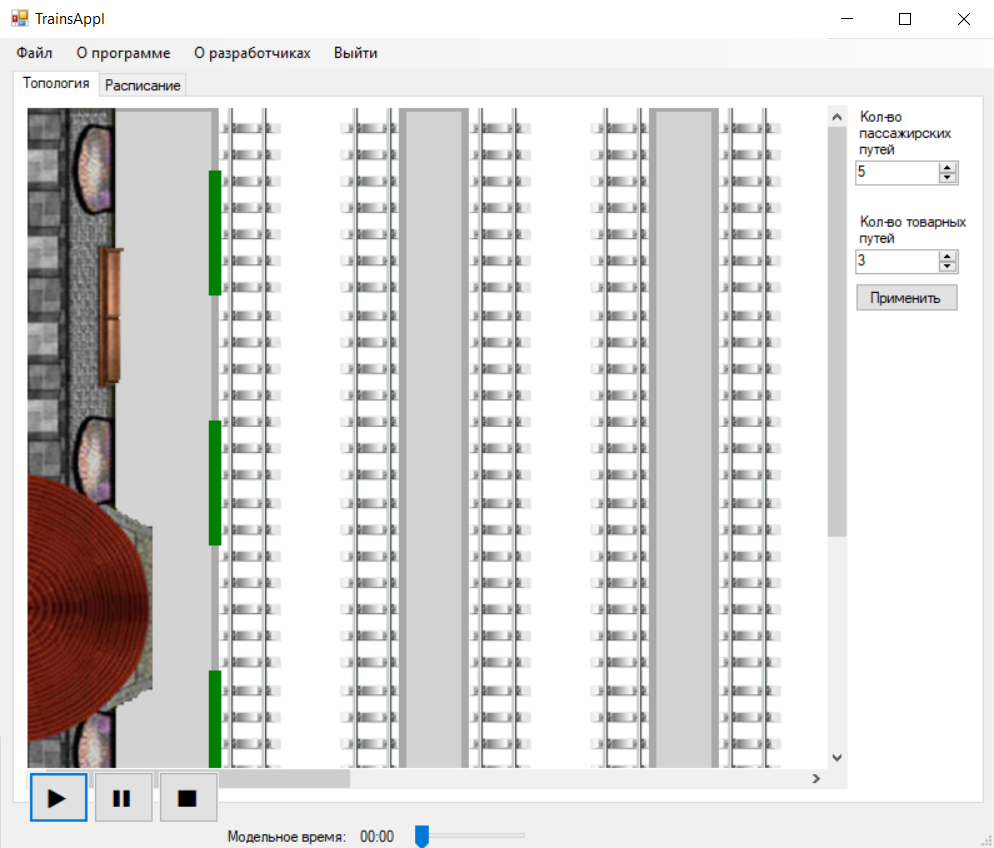 TrainsAppl
Файл О программе О разработчиках Выйти
Топология Расписание
Кол-во
пассажирских
путей
5
Кол-во товарных
путей
3
Применить
Модельное время: 00:00